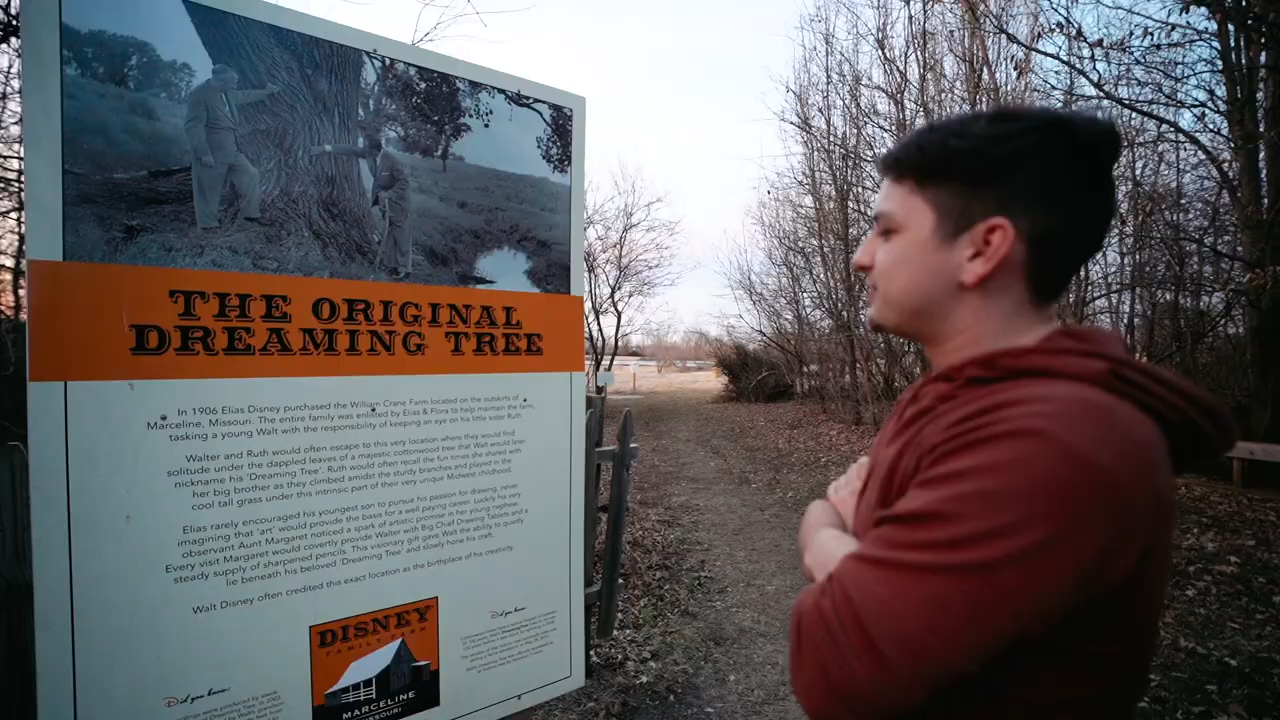 THE ORIGINAL
DREAMING TREE
In 1906 Elias Disney purchased the William Crane Farm located on the outskirts of
Marceline, Missouri. The entire family was enlisted by Elias & Flora to help maintain the farm,
tasking a young Walt with the responsibility of keeping an eye on his little sister Ruth.
Walter and Ruth would often escape to this very location where they would find
solitude under the dappled leaves of a majestic cottonwood tree that Walt would later
nickname his 'Dreaming Tree'. Ruth would often recall the fun times she shared with
her big brother as they climbed amidst the sturdy branches and played in the
cool tall grass under this intrinsic part of their very unique Midwest childhood.
Elias rarely encouraged his youngest son to pursue his passion for drawing, never
imagining that 'art' would provide the basis for a well paying career. Luckily his very
observant Aunt Margaret noticed a spark of artistic promise in her young nephew.
Every visit Margaret would covertly provide Walter with Big Chief Drawing Tablets and a
steady supply of sharpened pencils. This visionary gift gave Walt the ability to quietly
lie beneath his beloved 'Dreaming Tree' and slowly hone his craft.
Walt Disney often credited this exact location as the birthplace of his creativity.
DISNEY
FAMILY FARM
MARCELINE
MISSOURI
Did you know:
Did you know: